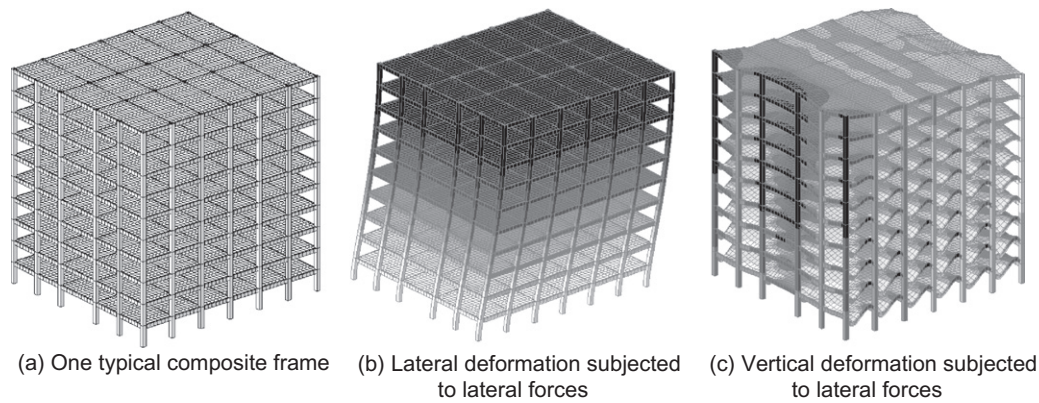 (a) One typical composite frame
(b) Lateral deformation subjected
to lateral forces
(c) Vertical deformation subjected
to lateral forces